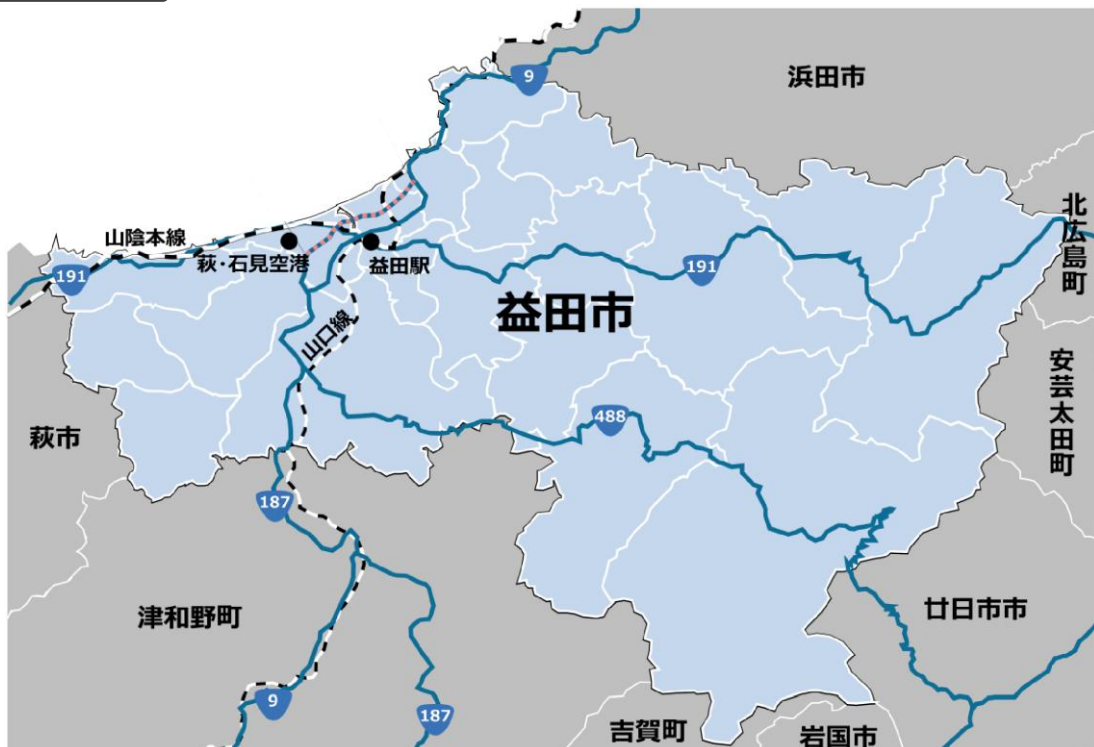 9
浜田市
北広島町
山陰本線
萩・石見空港
益田駅
191
191
益田市
山口線
安芸太田町
488
萩市
187
津和野町
廿日市市
9
187
吉賀町
岩国市